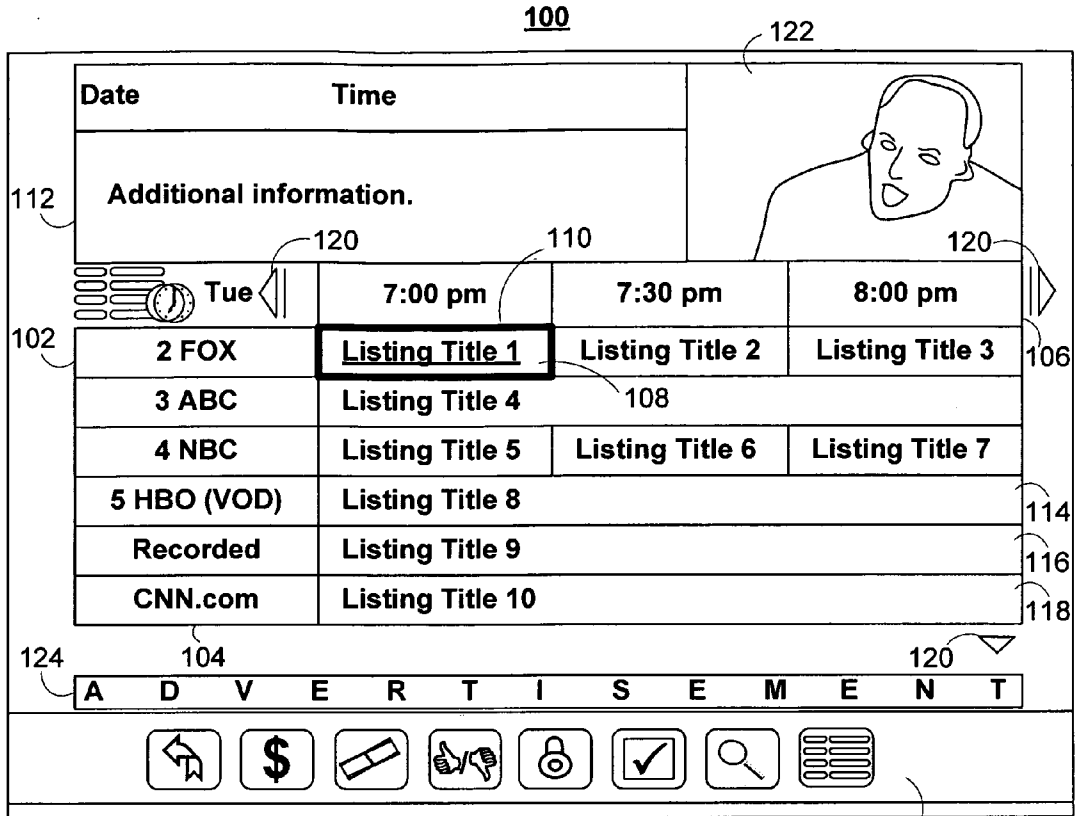 100
122
Date Time
112
Additional information.
120 110 120
Tue 7:00 pm 7:30 pm 8:00 pm
102 106
2 FOX Listing Title 1 Listing Title 2 Listing Title 3
3 ABC Listing Title 4 108
4 NBC Listing Title 5 Listing Title 6 Listing Title 7
5 HBO (VOD) Listing Title 8 114
Recorded Listing Title 9 116
CNN.com Listing Title 10 118
124 104 120
A D V E R T I S E M E N T
$